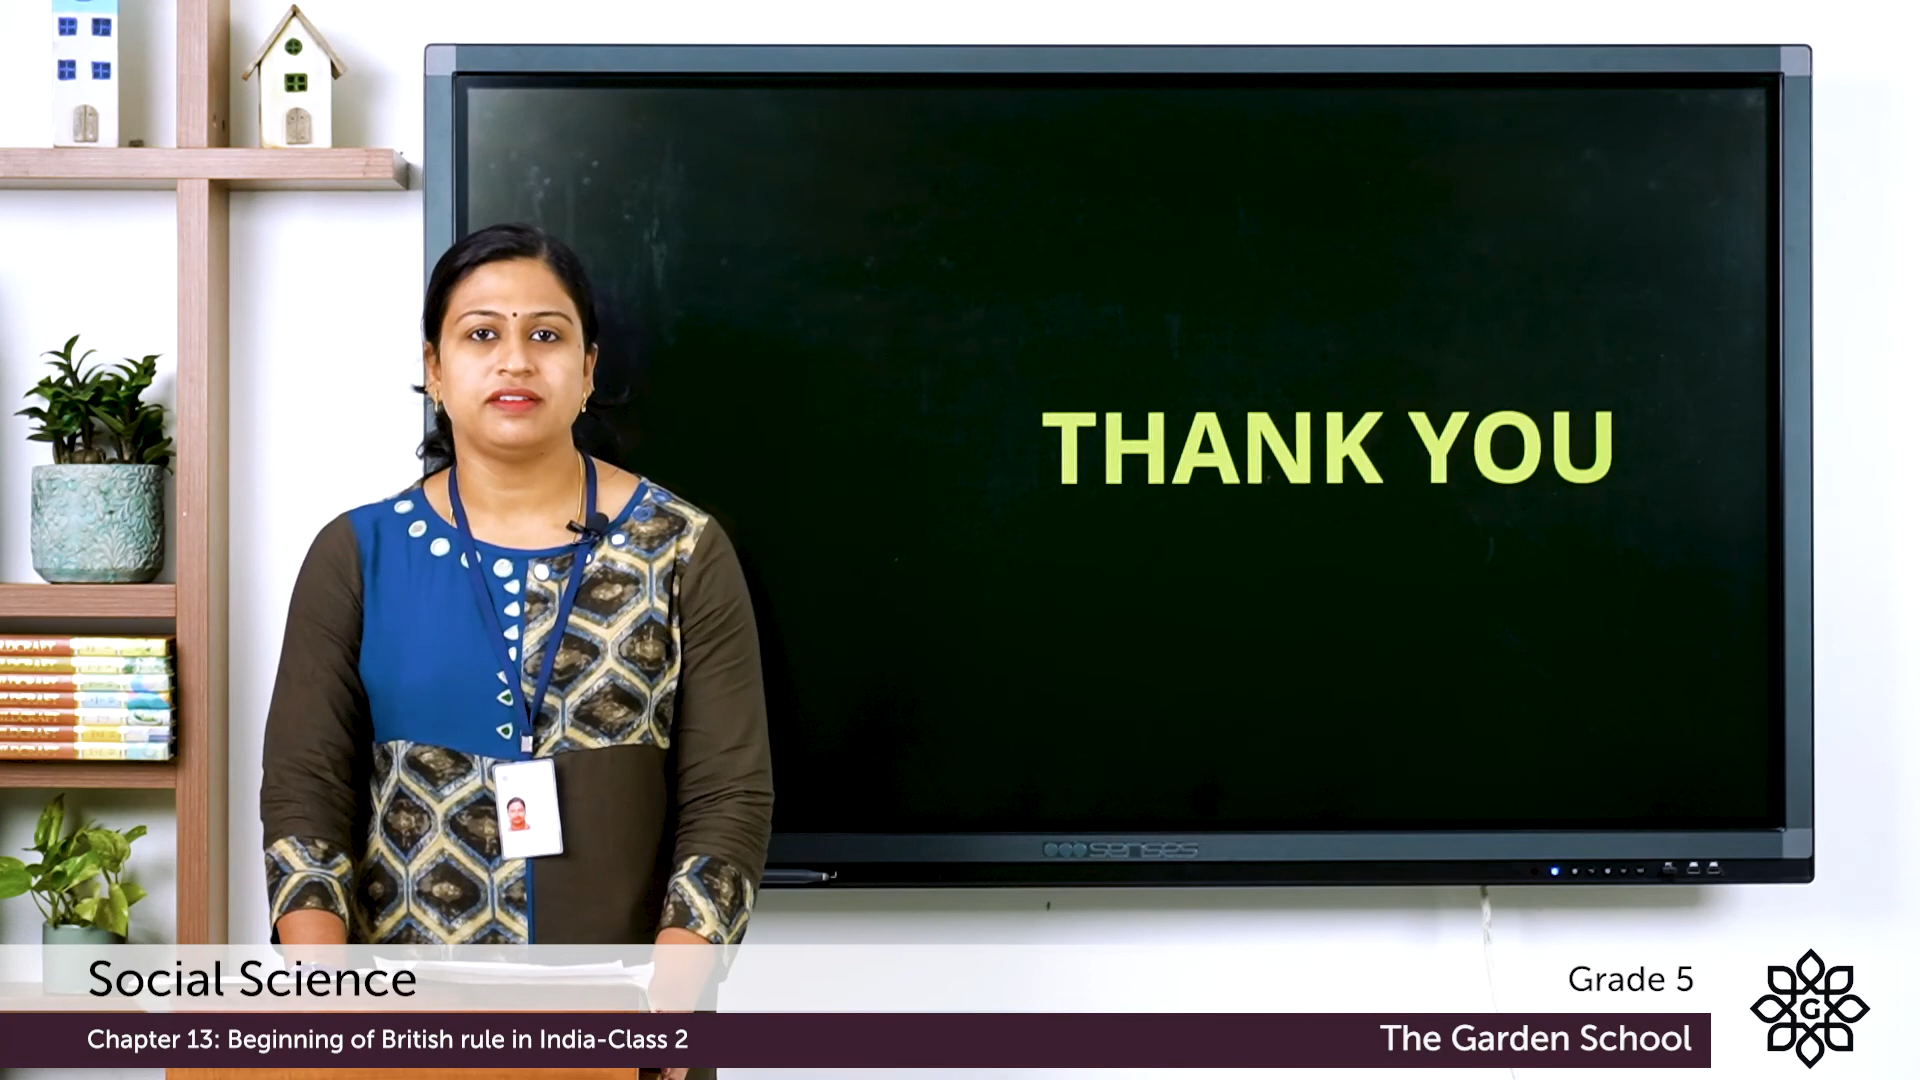 THANK YOU
senses
Social Science
Grade 5
Chapter 13: Beginning of British rule in India-Class 2
The Garden School
G